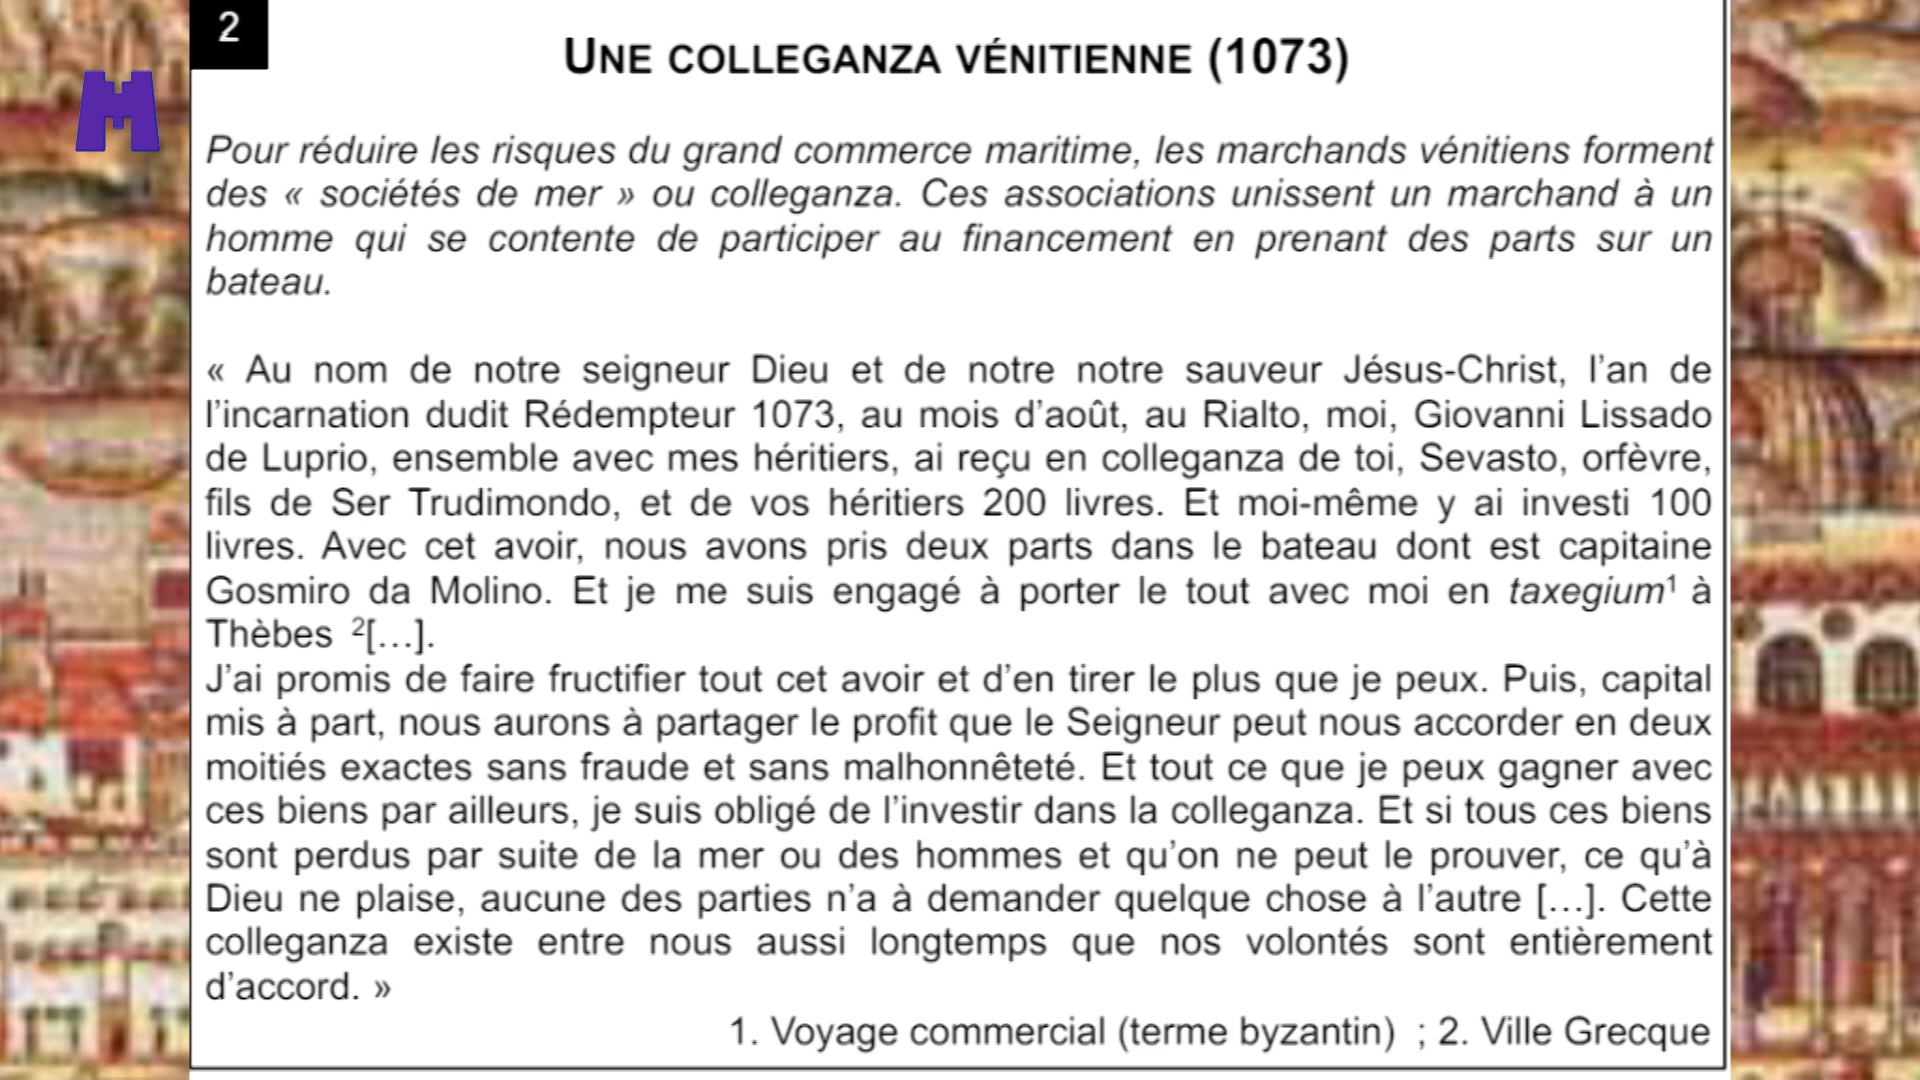 2
UNE COLLEGANZA VÉNITIENNE (1073)
Pour réduire les risques du grand commerce maritime, les marchands vénitiens forment
des « sociétés de mer » ou colleganza. Ces associations unissent un marchand à un
homme qui se contente de participer au financement en prenant des parts sur un
bateau.
« Au nom de notre seigneur Dieu et de notre notre sauveur Jésus-Christ, l'an de
l'incarnation dudit Rédempteur 1073, au mois d'août, au Rialto, moi, Giovanni Lissado
de Luprio, ensemble avec mes héritiers, ai reçu en colleganza de toi, Sevasto, orfèvre,
fils de Ser Trudimondo, et de vos héritiers 200 livres. Et moi-même y ai investi 100
livres. Avec cet avoir, nous avons pris deux parts dans le bateau dont est capitaine
Gosmiro da Molino. Et je me suis engagé à porter le tout avec moi en taxegium¹ à
Thèbes ²[…].
J'ai promis de faire fructifier tout cet avoir et d'en tirer le plus que je peux. Puis, capital
mis à part, nous aurons à partager le profit que le Seigneur peut nous accorder en deux
moitiés exactes sans fraude et sans malhonnêteté. Et tout ce que je peux gagner avec
ces biens par ailleurs, je suis obligé de l'investir dans la colleganza. Et si tous ces biens
sont perdus par suite de la mer ou des hommes et qu'on ne peut le prouver, ce qu'à
Dieu ne plaise, aucune des parties n'a à demander quelque chose à l'autre […]. Cette
colleganza existe entre nous aussi longtemps que nos volontés sont entièrement
d'accord. »
1. Voyage commercial (terme byzantin) ; 2. Ville Grecque